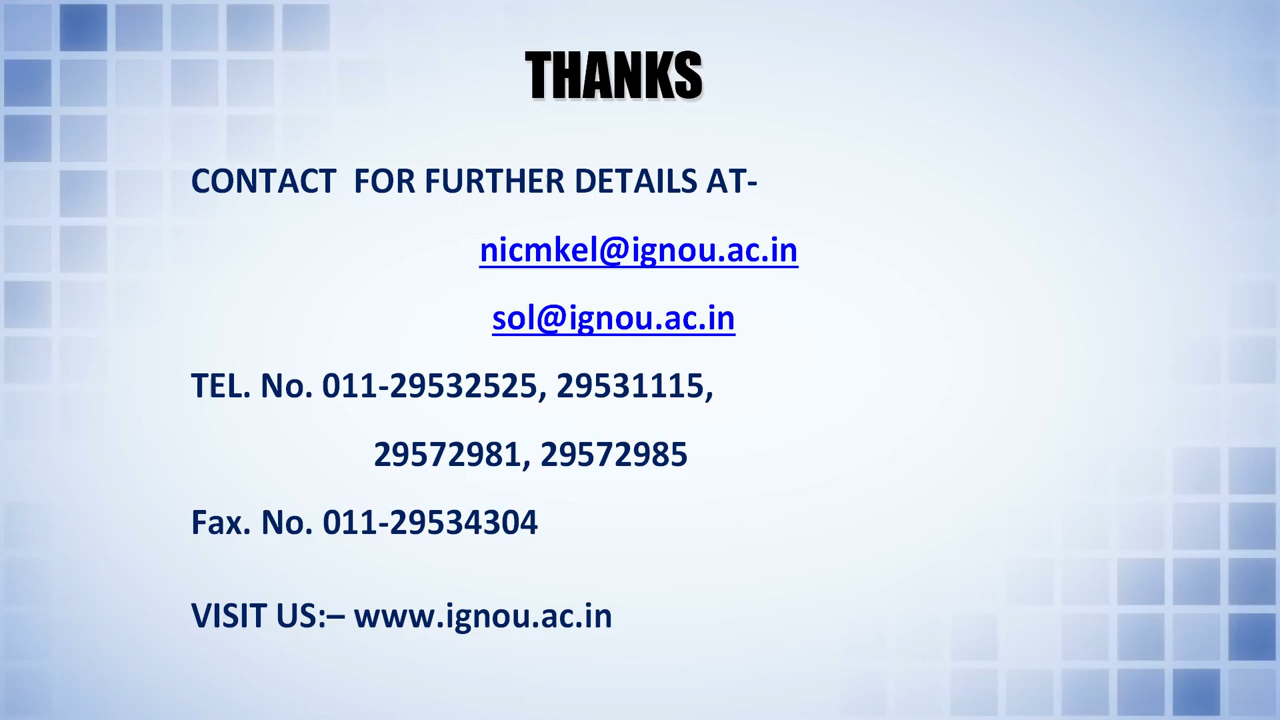 THANKS
CONTACT  FOR FURTHER DETAILS AT-
nicmkel@ignou.ac.in
sol@ignou.ac.in
TEL. No. 011-29532525, 29531115,
29572981, 29572985
Fax. No. 011-29534304
VISIT US:– www.ignou.ac.in